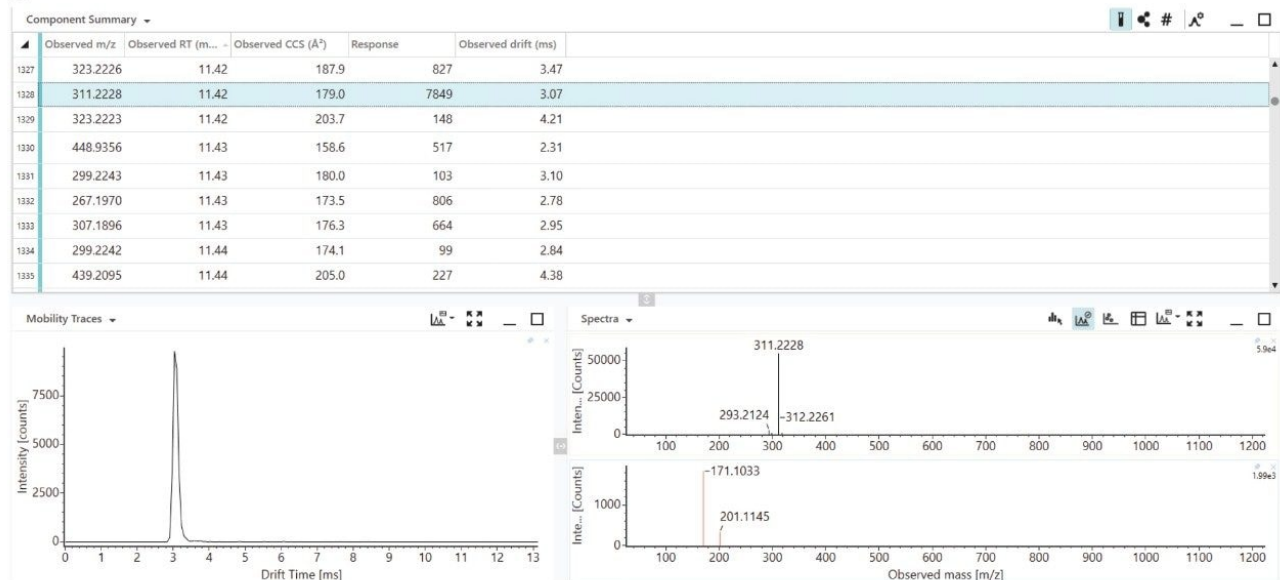 Component Summary
#
Observed m/z Observed RT (m... Observed CCS (Å²) Response Observed drift (ms)
1327 323.2226 11.42 187.9 827 3.47
1328 311.2228 11.42 179.0 7849 3.07
1329 323.2223 11.42 203.7 148 4.21
1330 448.9356 11.43 158.6 517 2.31
1331 299.2243 11.43 180.0 103 3.10
1332 267.1970 11.43 173.5 806 2.78
1333 307.1896 11.43 176.3 664 2.95
1334 299.2242 11.44 174.1 99 2.84
1335 439.2095 11.44 205.0 227 4.38
Mobility Traces
Intensity [counts]
7500
5000
2500
0
0 1 2 3 4 5 6 7 8 9 10 11 12 13
Drift Time [ms]
Spectra
Inten... [Counts]
50000
25000
0
311.2228
293.2124
312.2261
5.9e4
100 200 300 400 500 600 700 800 900 1000 1100 1200
Inte... [Counts]
1000
0
171.1033
201.1145
1.99e3
100 200 300 400 500 600 700 800 900 1000 1100 1200
Observed mass [m/z]